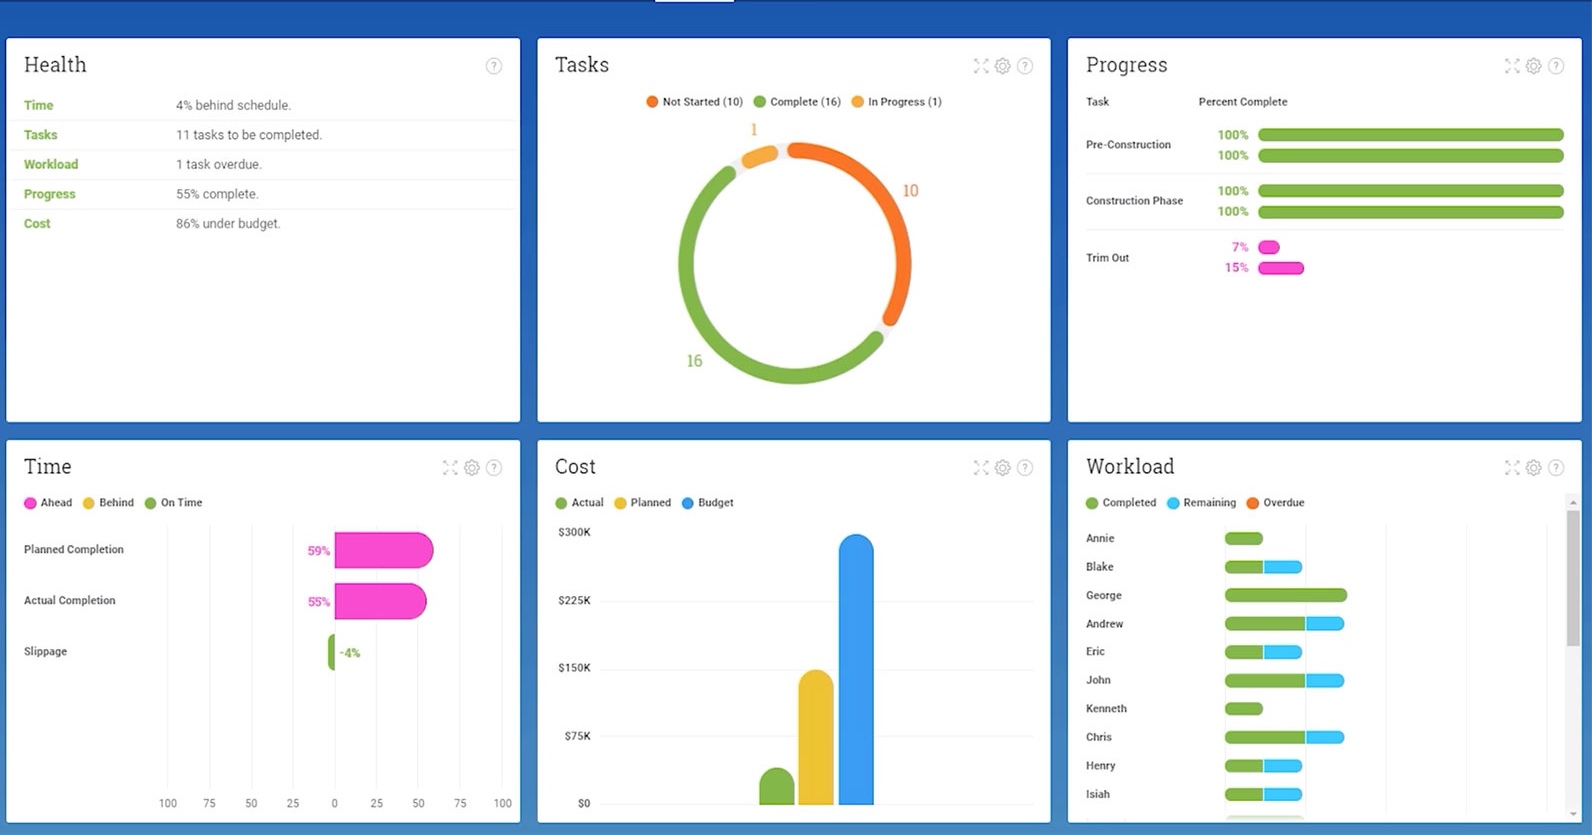 Health
Time 4% behind schedule.
Tasks 11 tasks to be completed.
Workload 1 task overdue.
Progress 55% complete.
Cost 86% under budget.
Tasks
Not Started (10) Complete (16) In Progress (1)
1
10
16
Progress
Task Percent Complete
Pre-Construction
100%
100%
Construction Phase
100%
100%
Trim Out
7%
15%
Time
Ahead Behind On Time
Planned Completion 59%
Actual Completion 55%
Slippage -4%
100 75 50 25 0 25 50 75 100
Cost
Actual Planned Budget
$300K
$225K
$150K
$75K
$0
Workload
Completed Remaining Overdue
Annie
Blake
George
Andrew
Eric
John
Kenneth
Chris
Henry
Isiah